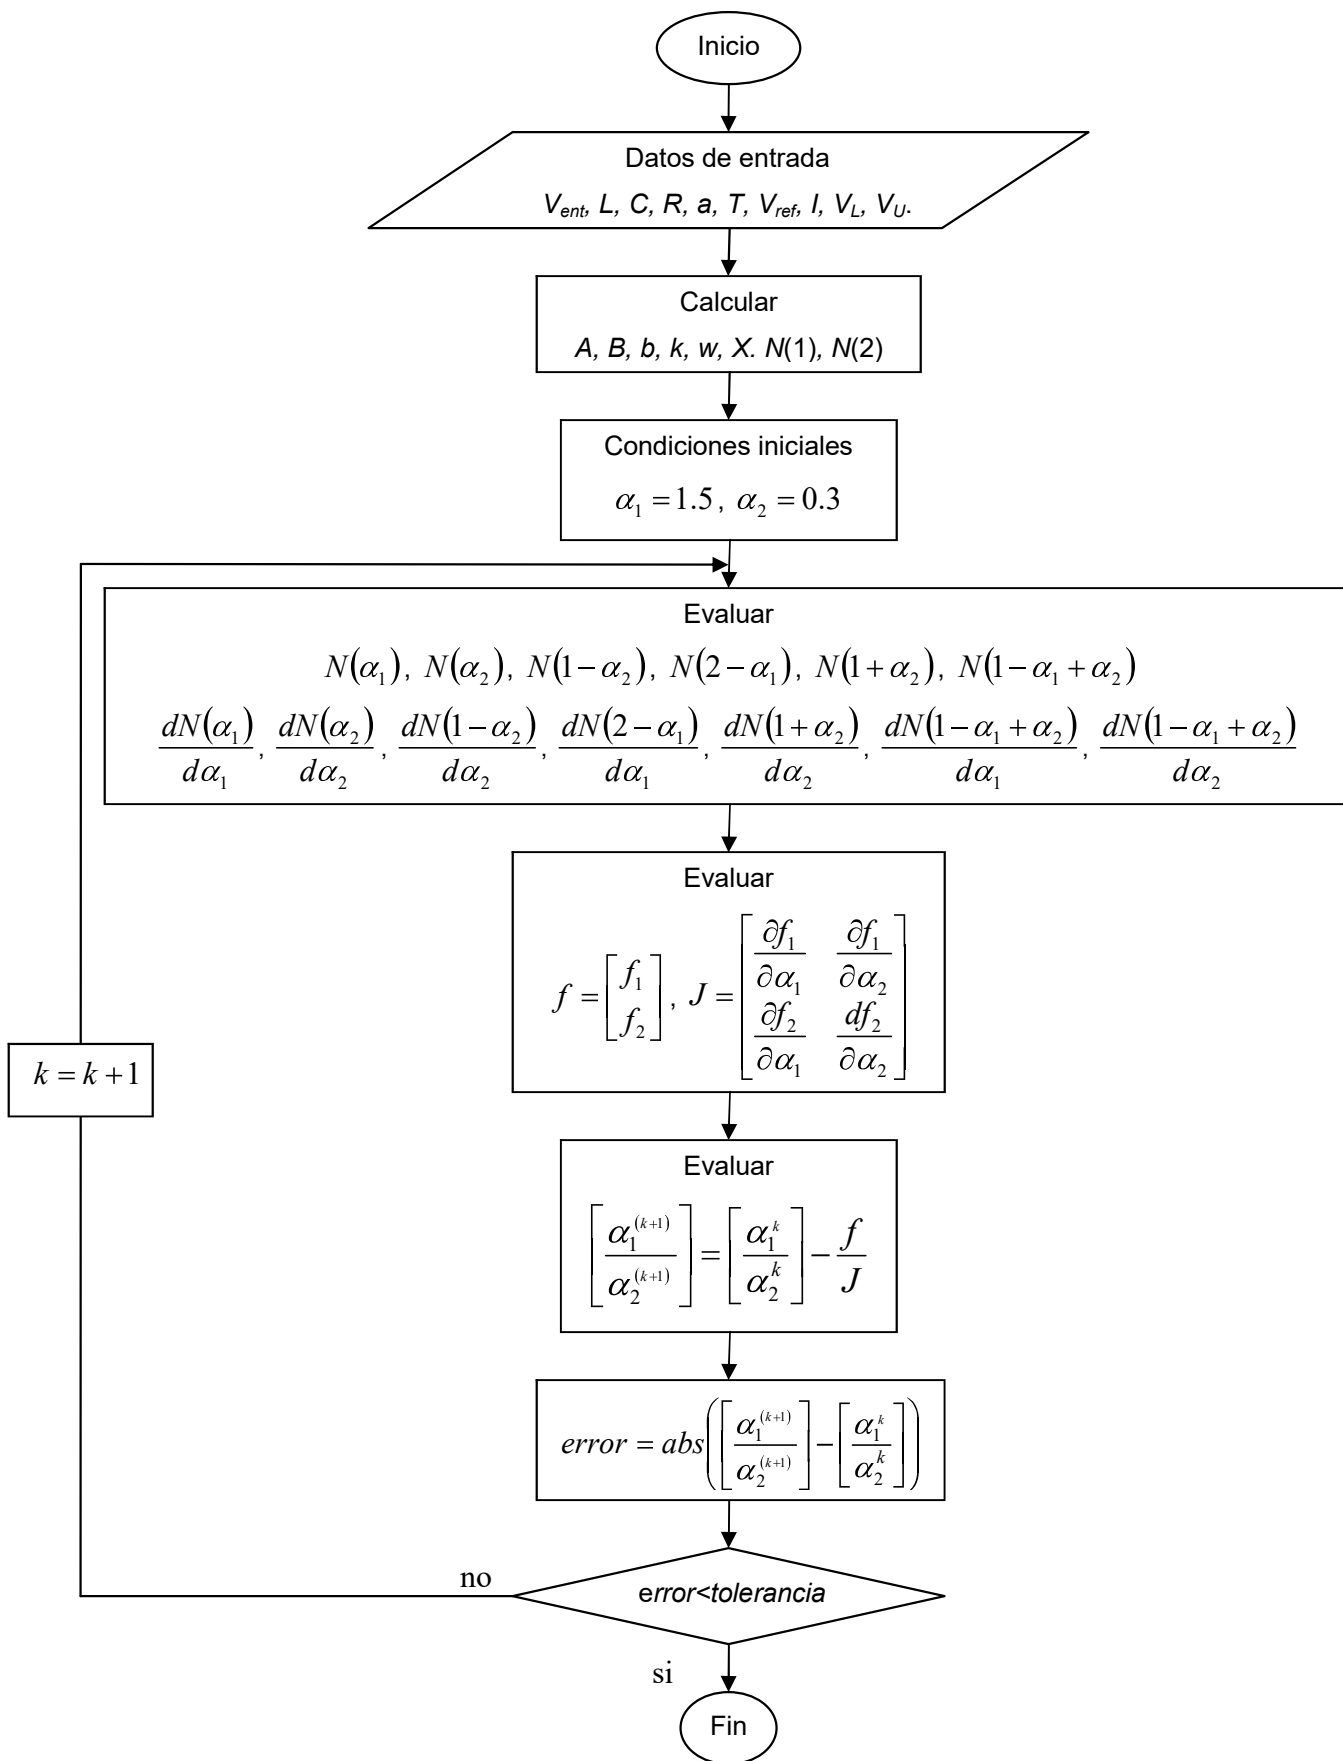 Inicio
Datos de entrada
V_ent, L, C, R, a, T, V_ref, I, V_L, V_U.
Calcular
A, B, b, k, w, X. N(1), N(2)
Condiciones iniciales
α₁ = 1.5, α₂ = 0.3
Evaluar
N(α₁), N(α₂), N(1−α₂), N(2−α₁), N(1+α₂), N(1−α₁+α₂)
dN(α₁)/dα₁, dN(α₂)/dα₂, dN(1−α₂)/dα₂, dN(2−α₁)/dα₁, dN(1+α₂)/dα₂, dN(1−α₁+α₂)/dα₁, dN(1−α₁+α₂)/dα₂
Evaluar
f = [f₁ f₂], J = [∂f₁/∂α₁ ∂f₁/∂α₂ ∂f₂/∂α₁ df₂/∂α₂]
k = k + 1
Evaluar
[α₁^(k+1)/α₂^(k+1)] = [α₁^k/α₂^k] − f/J
error = abs([α₁^(k+1)/α₂^(k+1)] − [α₁^k/α₂^k])
no
error<tolerancia
si
Fin